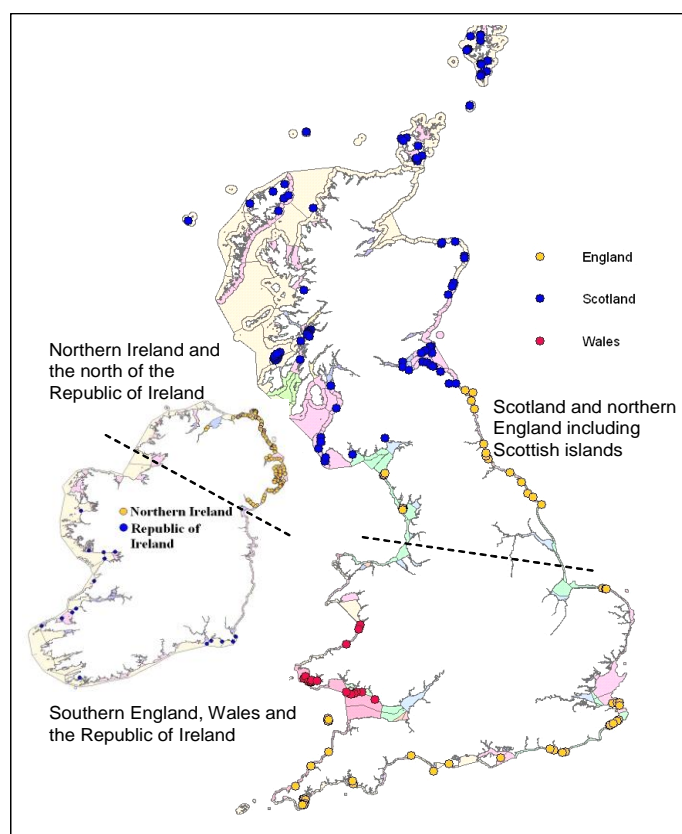 England
Scotland
Wales
Northern Ireland and
the north of the
Republic of Ireland
Scotland and northern
England including
Scottish islands
Northern Ireland
Republic of
Ireland
Southern England, Wales and
the Republic of Ireland